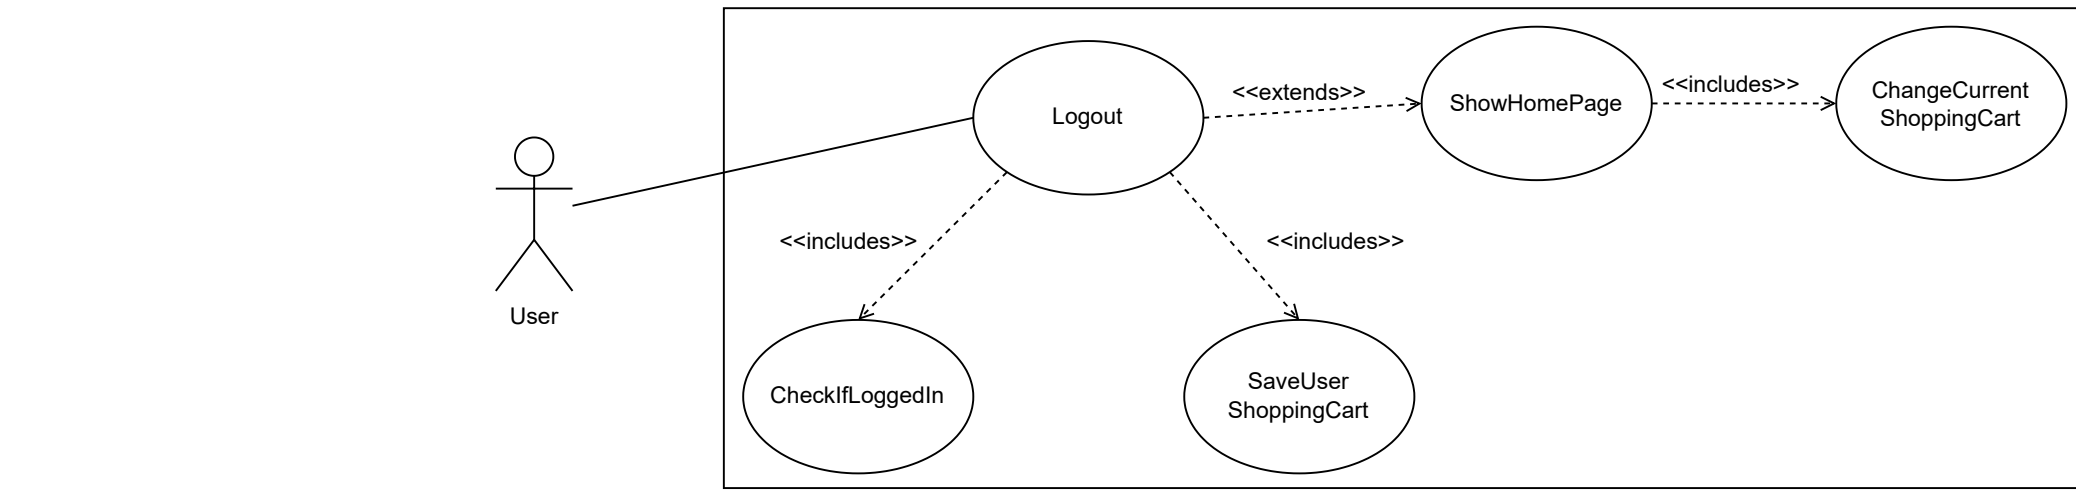 <<extends>>
<<includes>>
Logout
ShowHomePage
ChangeCurrent
ShoppingCart
<<includes>>
<<includes>>
User
CheckIfLoggedIn
SaveUser
ShoppingCart